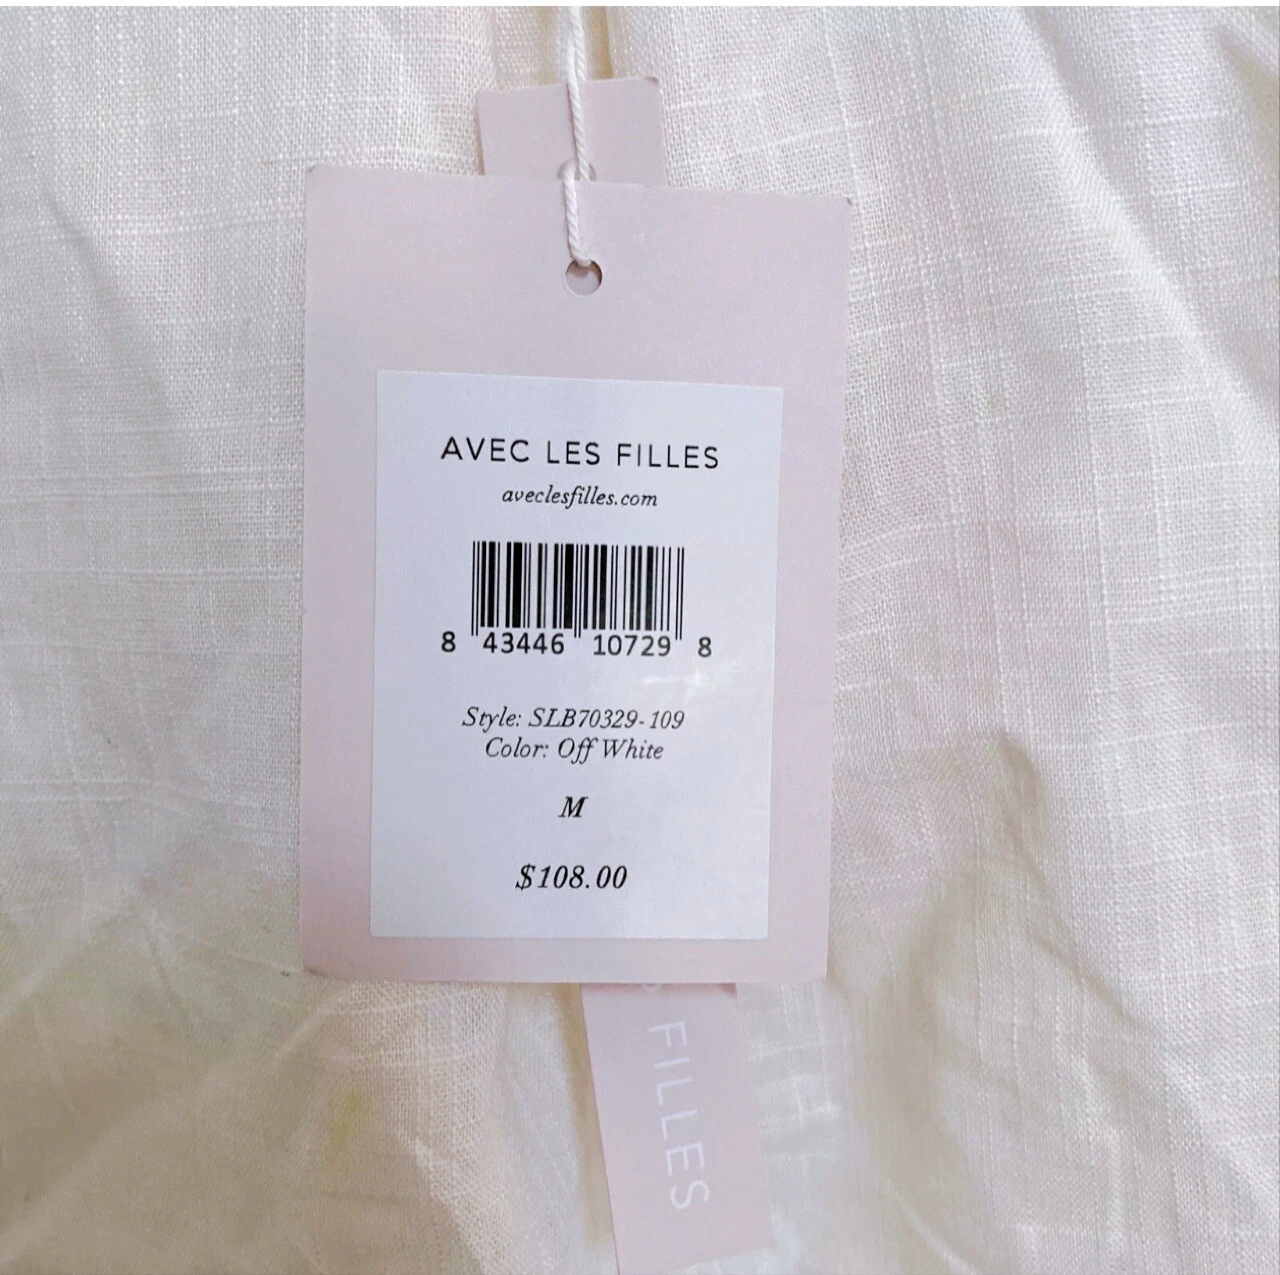 AVEC LES FILLES
aveclesfilles.com
8 43446 10729 8
Style: SLB70329-109
Color: Off White
M
$108.00
FILLES